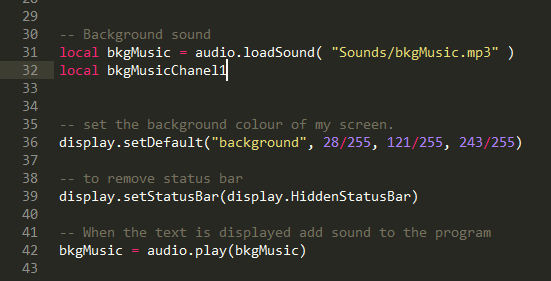 29
30 -- Background sound
31 local bkgMusic = audio.loadSound( "Sounds/bkgMusic.mp3" )
32 local bkgMusicChanel1
33
34
35 -- set the background colour of my screen.
36 display.setDefault("background", 28/255, 121/255, 243/255)
37
38 -- to remove status bar
39 display.setStatusBar(display.HiddenStatusBar)
40
41 -- When the text is displayed add sound to the program
42 bkgMusic = audio.play(bkgMusic)
43